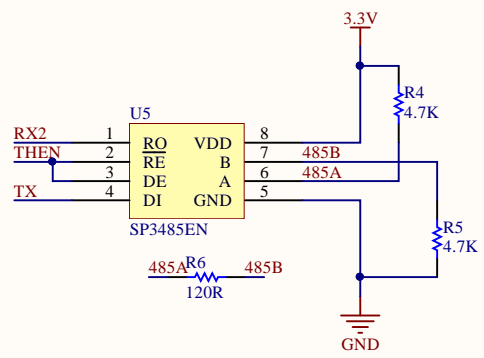 3.3V
R4
4.7K
U5
RX2 1 RO VDD 8
THEN 2 RE B 7 485B
3 DE A 6 485A
TX 4 DI GND 5
SP3485EN
R5
4.7K
485A R6 485B
120R
GND